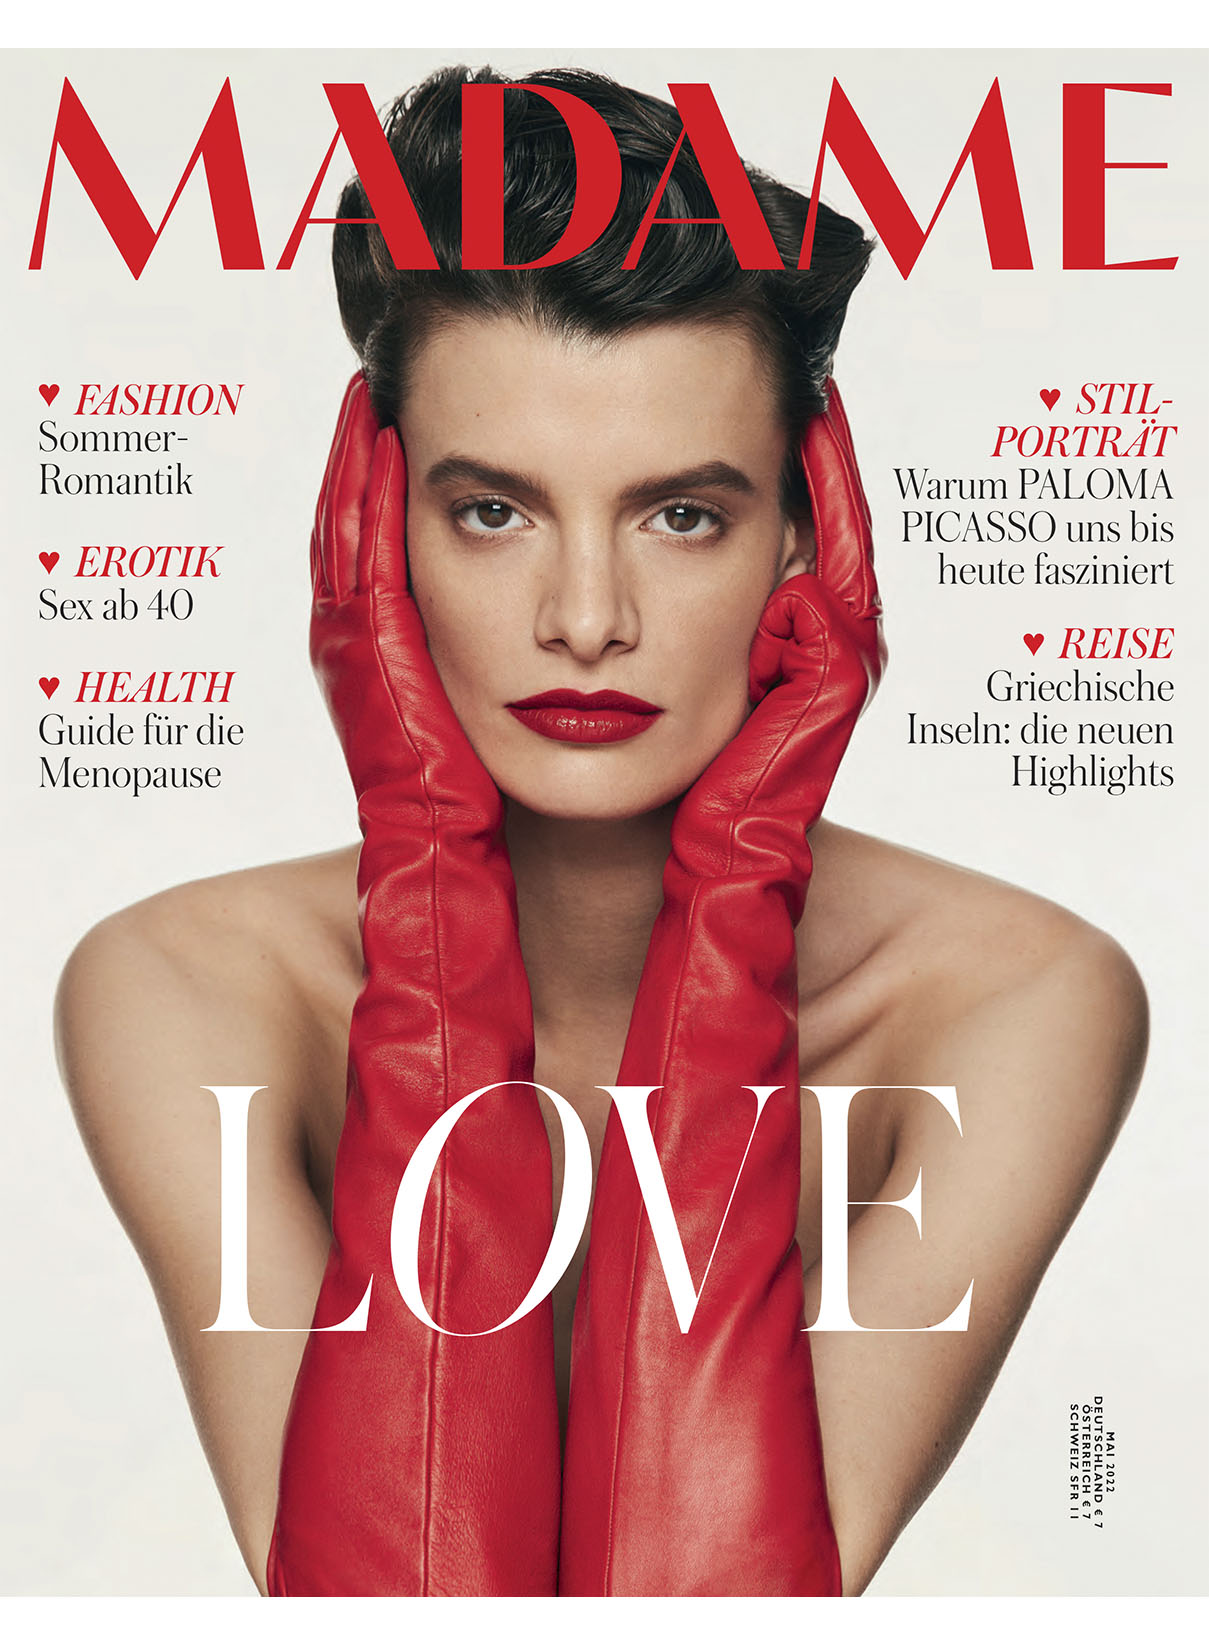 MADAME
♥ FASHION
Sommer-
Romantik
♥ EROTIK
Sex ab 40
♥ HEALTH
Guide für die
Menopause
♥ STIL-
PORTRÄT
Warum PALOMA
PICASSO uns bis
heute fasziniert
♥ REISE
Griechische
Inseln: die neuen
Highlights
LOVE
MAI 2022
DEUTSCHLAND € 7
ÖSTERREICH € 7
SCHWEIZ SFR 11